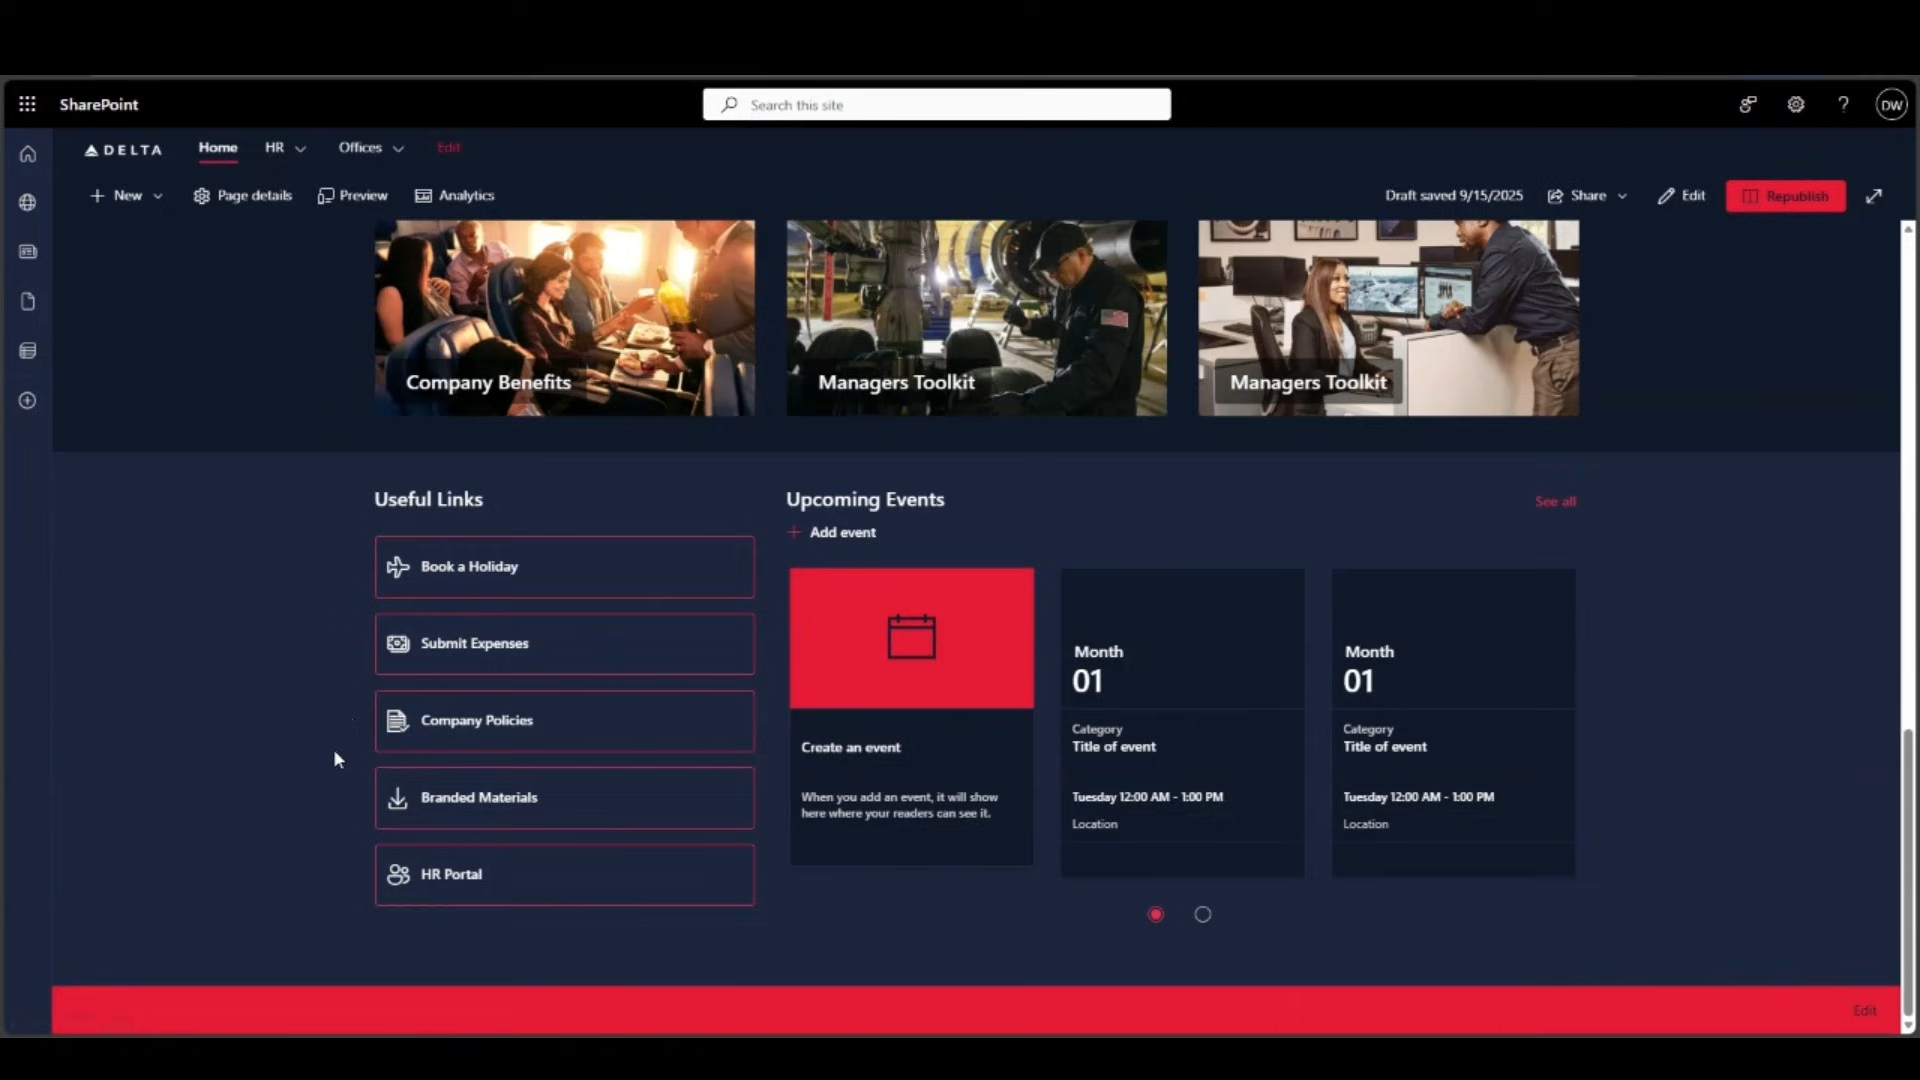 SharePoint
Search this site
DW
DELTA
Home
HR
Offices
Edit
New
Page details
Preview
Analytics
Draft saved 9/15/2025
Share
Edit
Republish
Company Benefits
Managers Toolkit
Managers Toolkit
Useful Links
Book a Holiday
Submit Expenses
Company Policies
Branded Materials
HR Portal
Upcoming Events
See all
Add event
Create an event
When you add an event, it will show
here where your readers can see it.
Month
01
Category
Title of event
Tuesday 12:00 AM - 1:00 PM
Location
Month
01
Category
Title of event
Tuesday 12:00 AM - 1:00 PM
Location
Edit